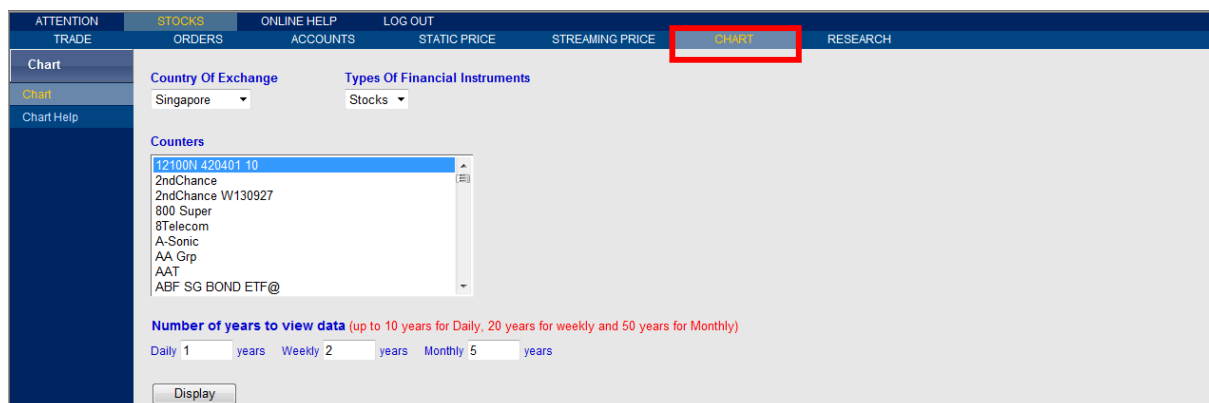 ATTENTION STOCKS ONLINE HELP LOG OUT
TRADE ORDERS ACCOUNTS STATIC PRICE STREAMING PRICE CHART RESEARCH
Chart
Chart
Chart Help
Country Of Exchange Types Of Financial Instruments
Singapore Stocks
Counters
12100N 420401 10
2ndChance
2ndChance W130927
800 Super
8Telecom
A-Sonic
AA Grp
AAT
ABF SG BOND ETF@
Number of years to view data (up to 10 years for Daily, 20 years for weekly and 50 years for Monthly)
Daily 1 years Weekly 2 years Monthly 5 years
Display